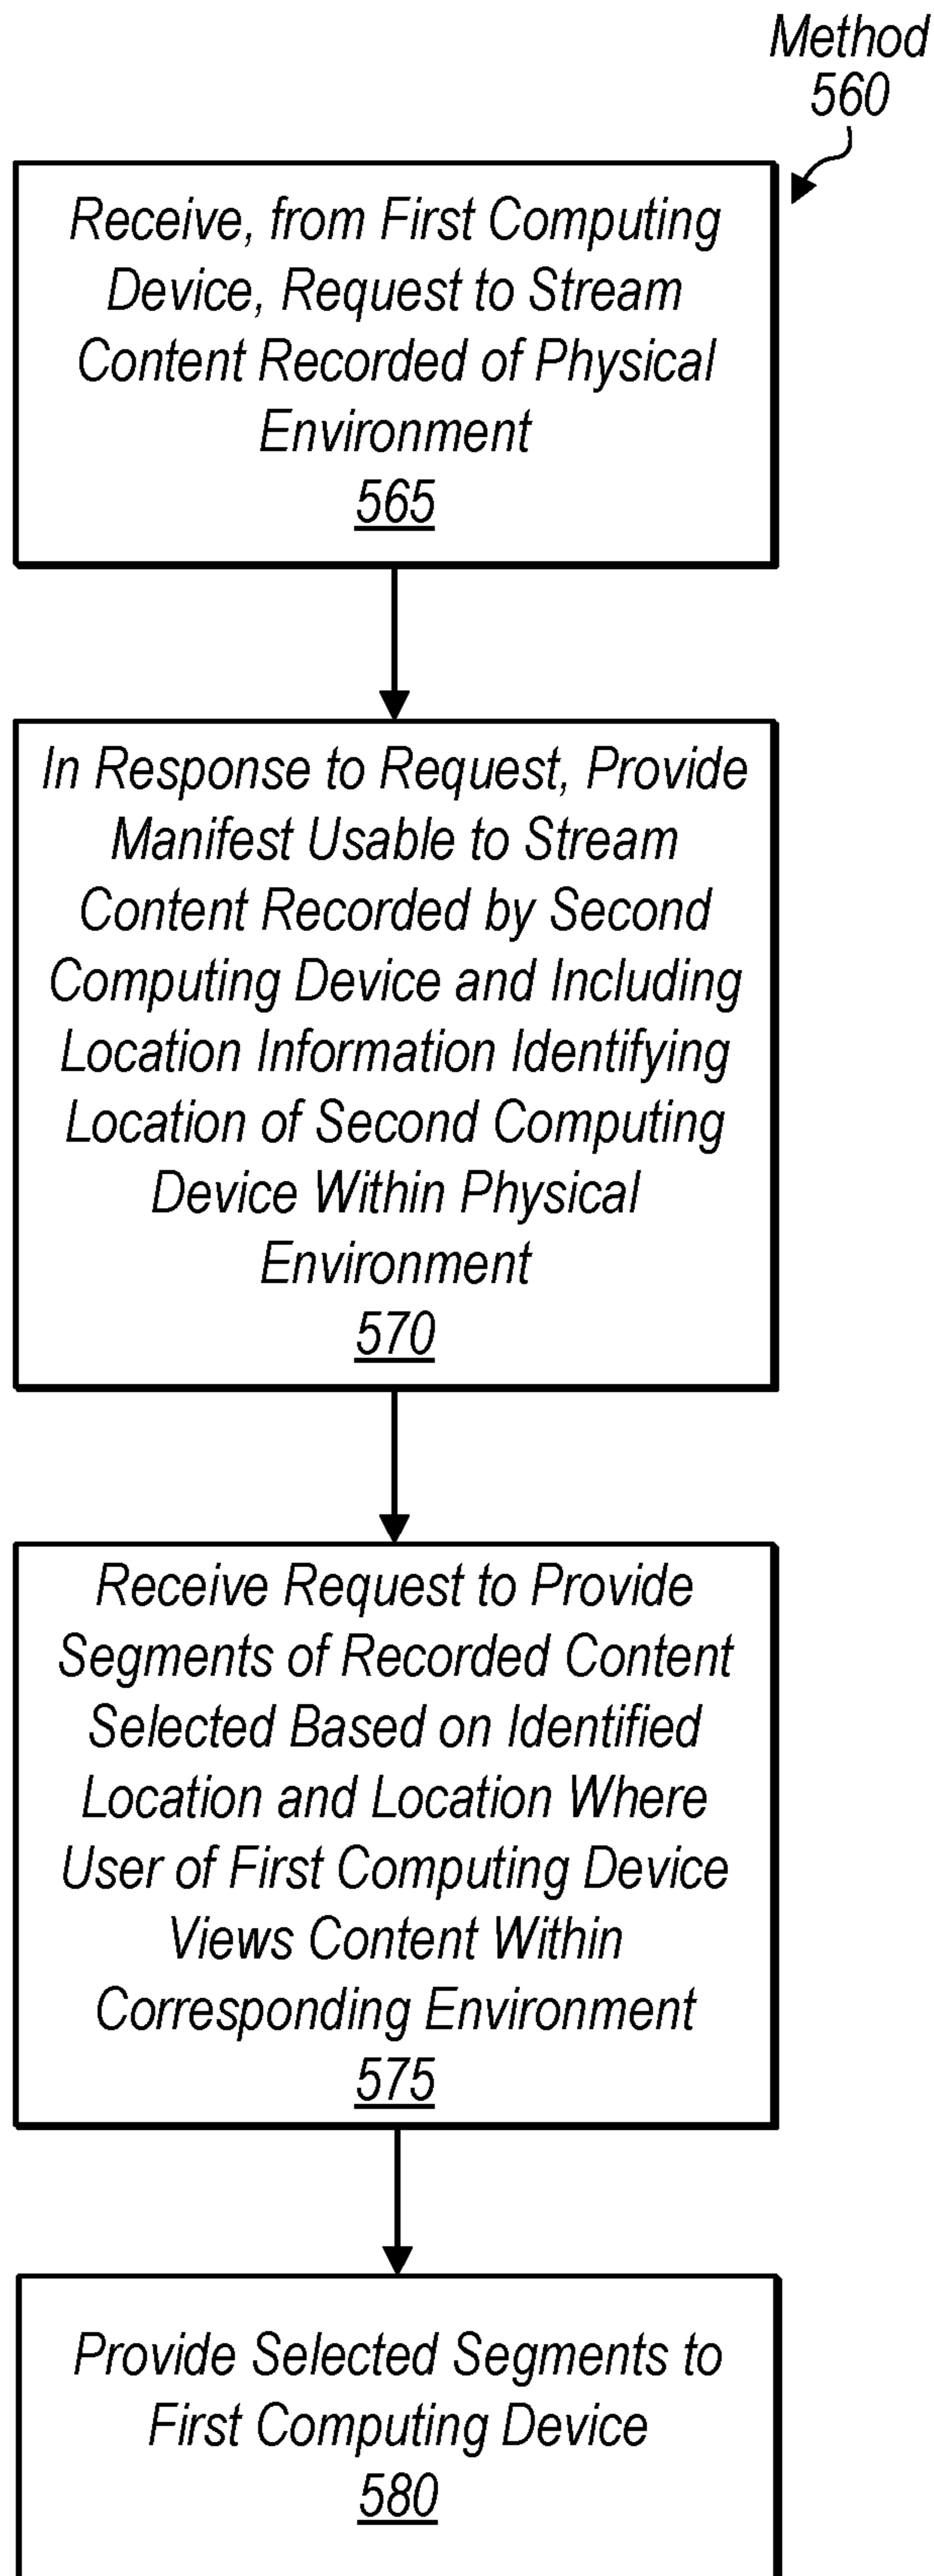 Method
560
Receive, from First Computing
Device, Request to Stream
Content Recorded of Physical
Environment
565
In Response to Request, Provide
Manifest Usable to Stream
Content Recorded by Second
Computing Device and Including
Location Information Identifying
Location of Second Computing
Device Within Physical
Environment
570
Receive Request to Provide
Segments of Recorded Content
Selected Based on Identified
Location and Location Where
User of First Computing Device
Views Content Within
Corresponding Environment
575
Provide Selected Segments to
First Computing Device
580